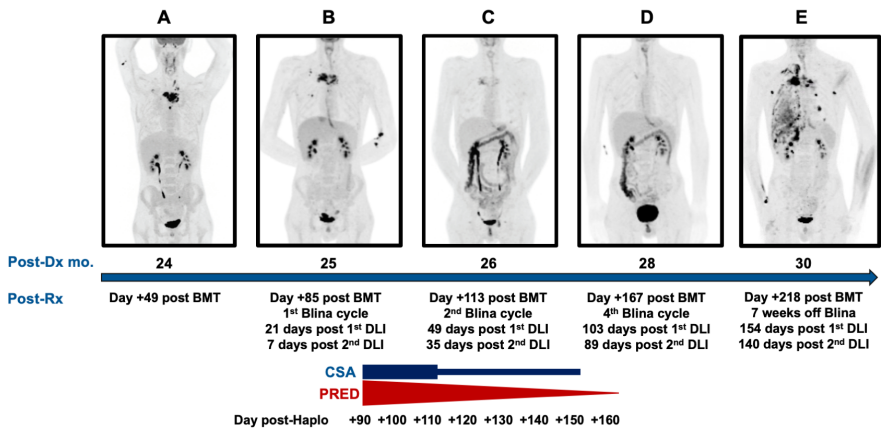 A B C D E
Post-Dx mo. 24 25 26 28 30
Post-Rx
Day +49 post BMT
Day +85 post BMT
1st Blina cycle
21 days post 1st DLI
7 days post 2nd DLI
Day +113 post BMT
2nd Blina cycle
49 days post 1st DLI
35 days post 2nd DLI
Day +167 post BMT
4th Blina cycle
103 days post 1st DLI
89 days post 2nd DLI
Day +218 post BMT
7 weeks off Blina
154 days post 1st DLI
140 days post 2nd DLI
CSA
PRED
Day post-Haplo +90 +100 +110 +120 +130 +140 +150 +160